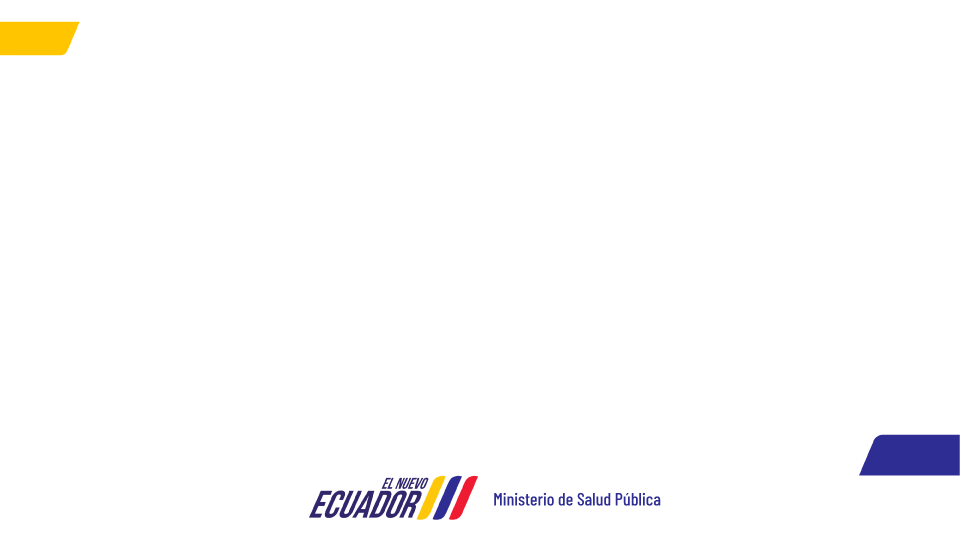 EL NUEVO
ECUADOR
Ministerio de Salud Pública